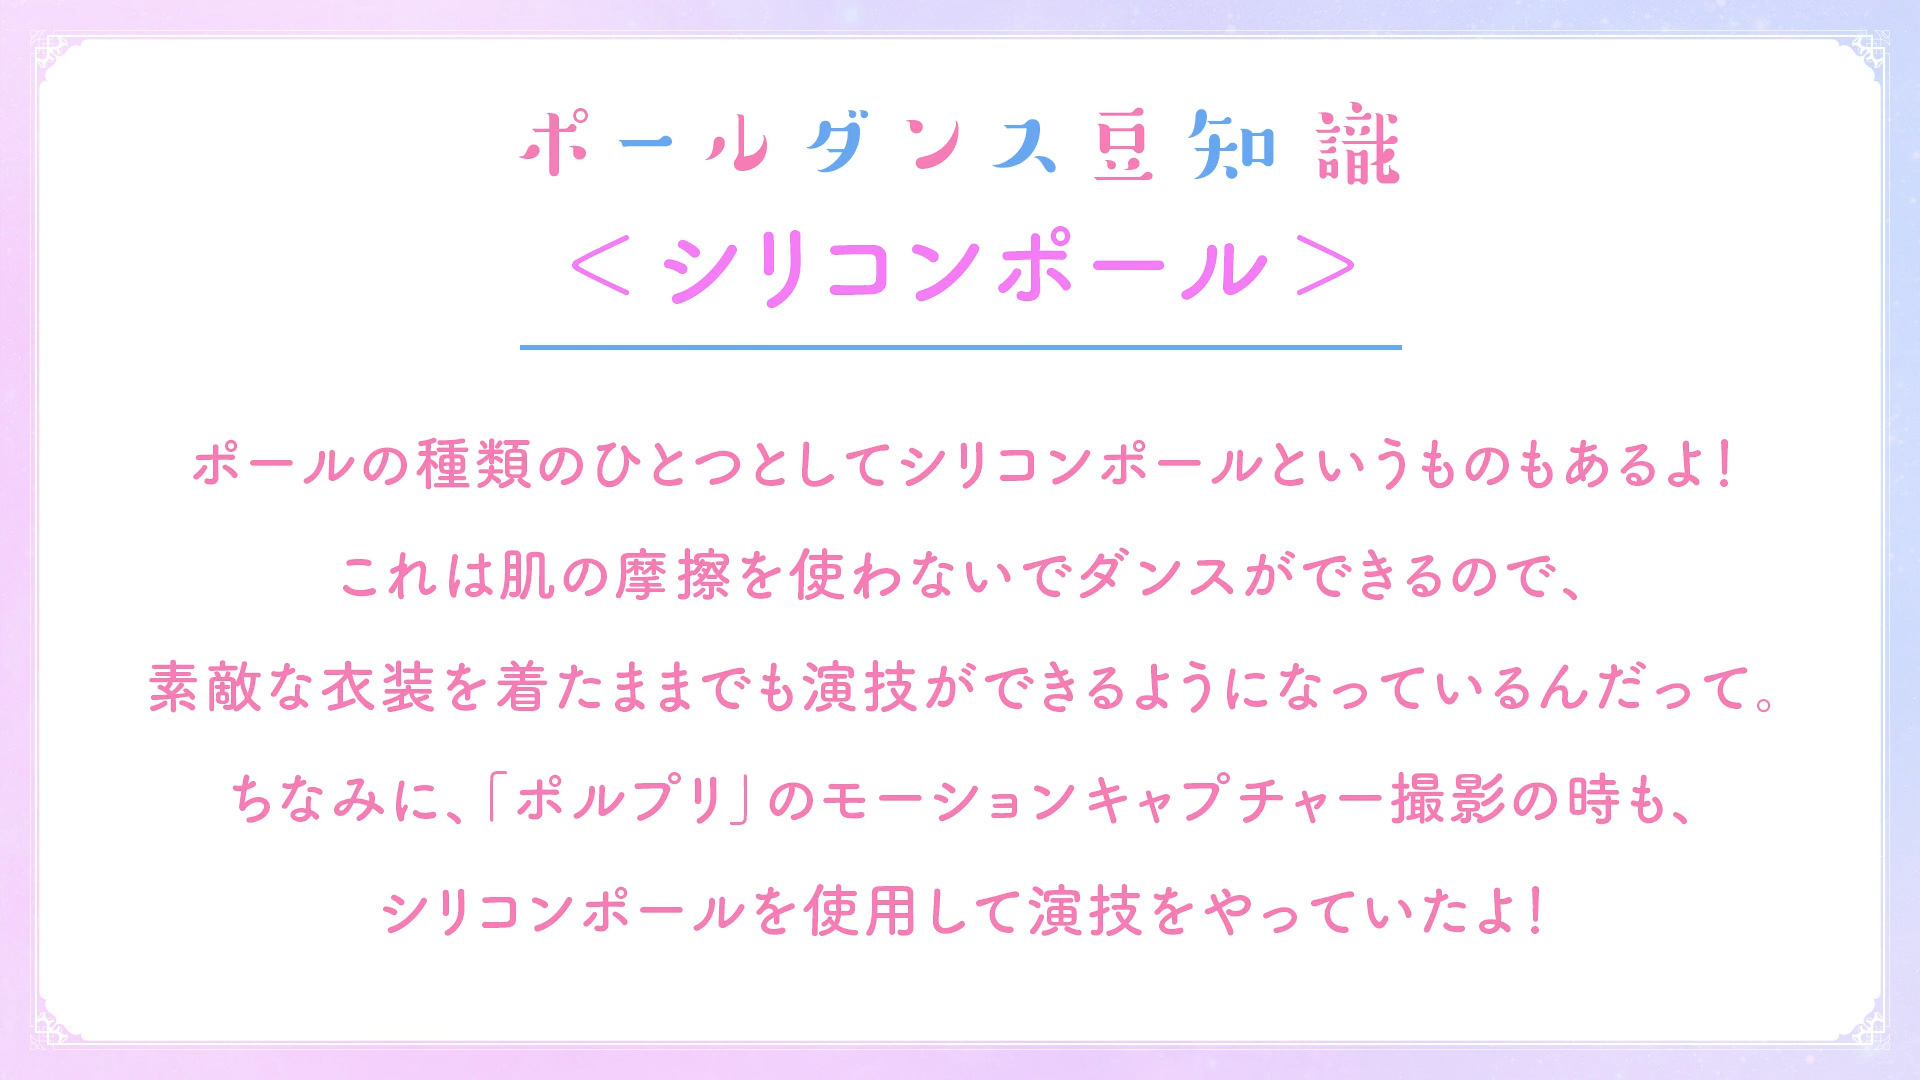 ポールダンス豆知識
＜シリコンポール＞
ポールの種類のひとつとしてシリコンポールというものもあるよ！
これは肌の摩擦を使わないでダンスができるので、
素敵な衣装を着たままでも演技ができるようになっているんだって。
ちなみに、「ポルプリ」のモーションキャプチャー撮影の時も、
シリコンポールを使用して演技をやっていたよ！